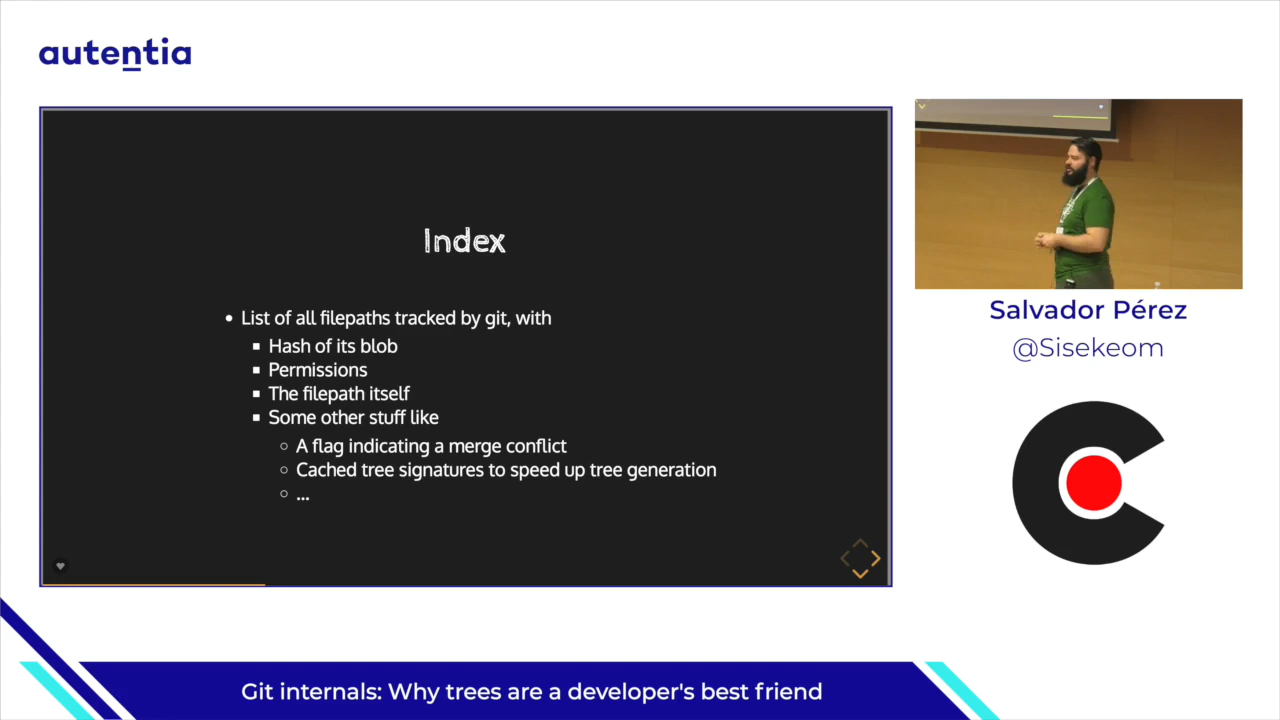 autentia
Index
List of all filepaths tracked by git, with
Hash of its blob
Permissions
The filepath itself
Some other stuff like
A flag indicating a merge conflict
Cached tree signatures to speed up tree generation
...
Salvador Pérez
@Sisekeom
Git internals: Why trees are a developer's best friend